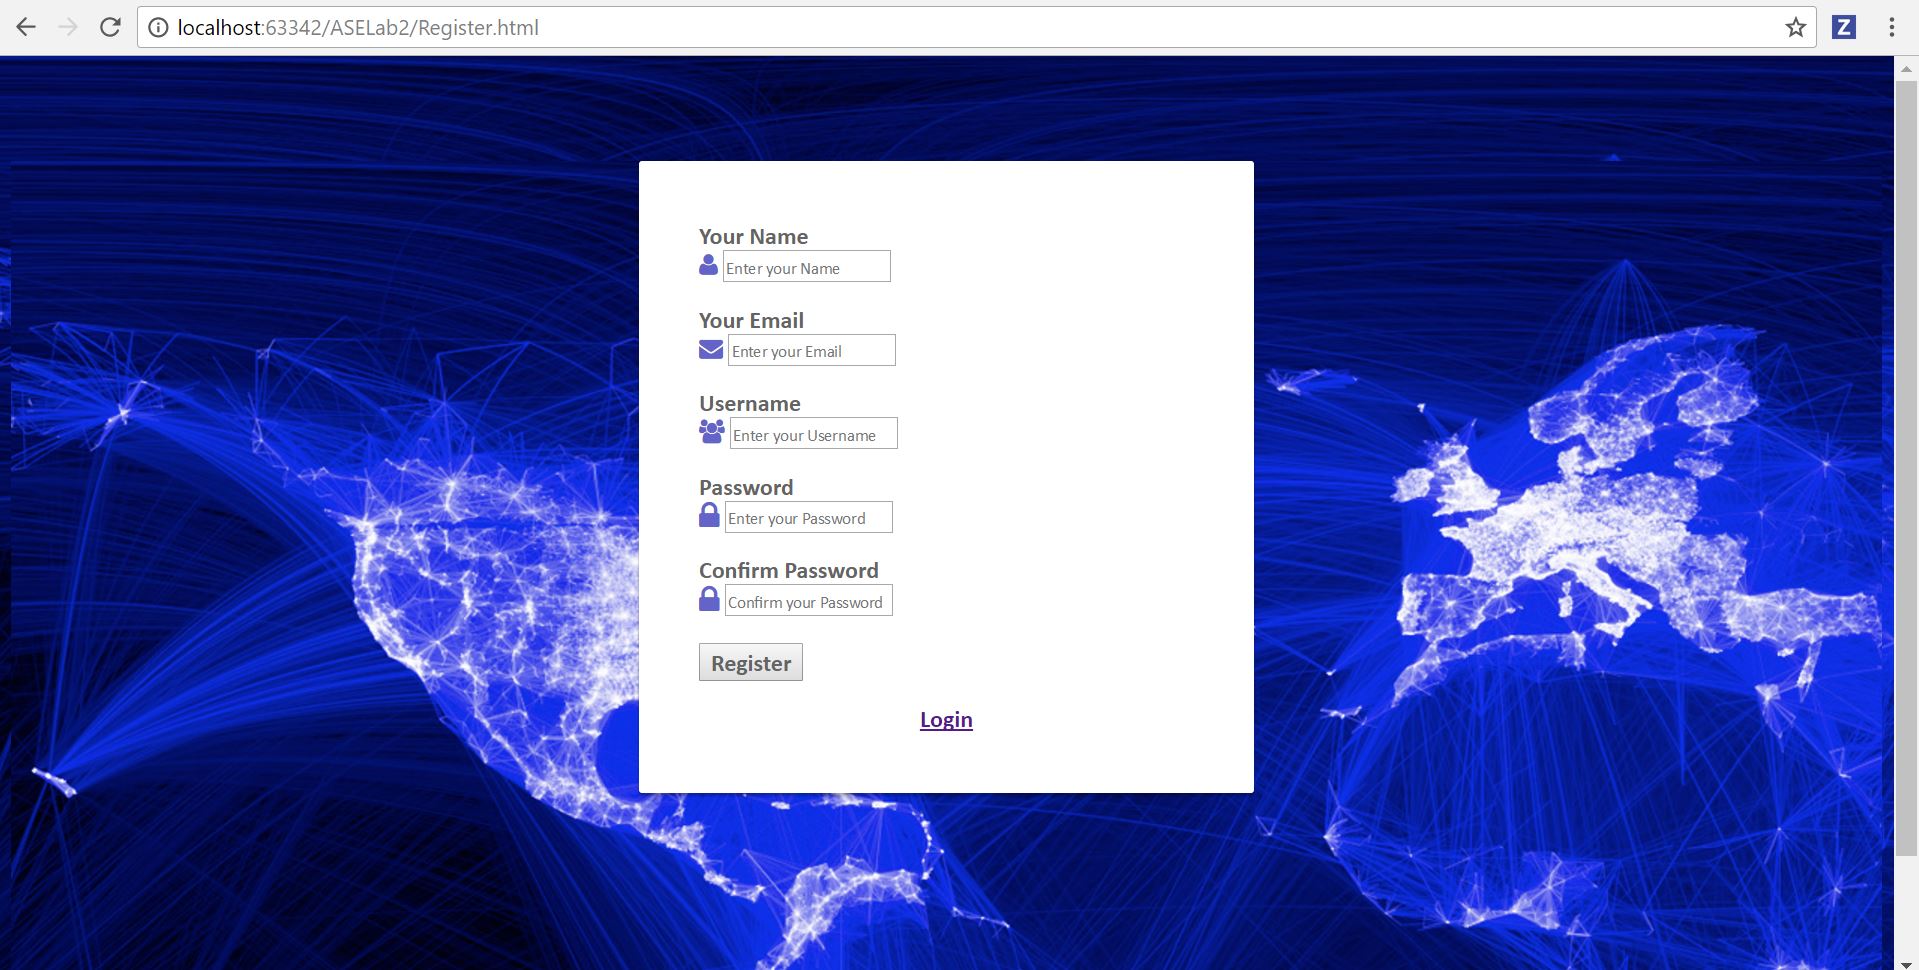 localhost:63342/ASELab2/Register.html
Z
Your Name
Enter your Name
Your Email
Enter your Email
Username
Enter your Username
Password
Enter your Password
Confirm Password
Confirm your Password
Register
Login